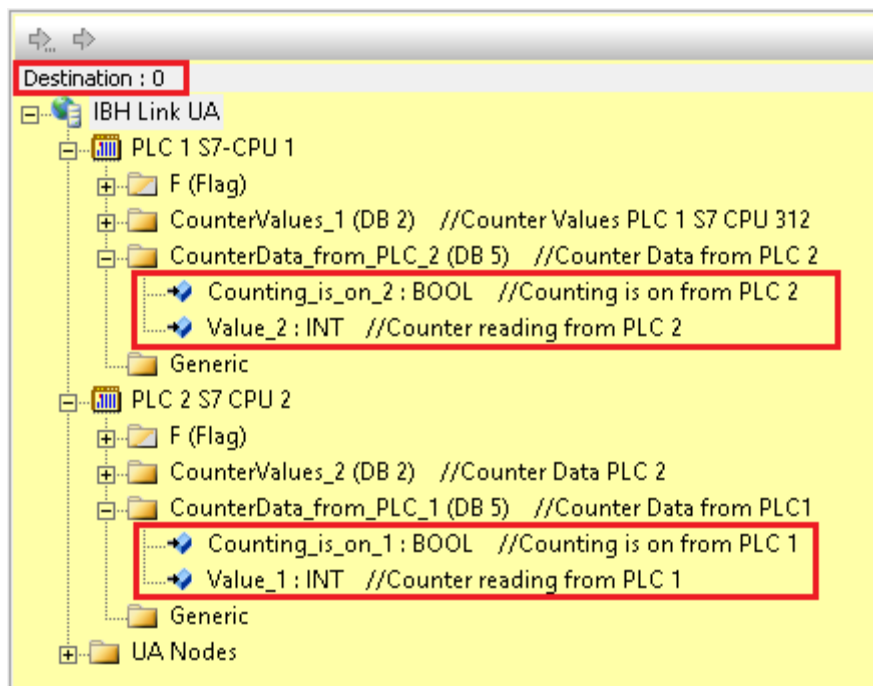 Destination : 0
IBH Link UA
PLC 1 S7-CPU 1
F (Flag)
CounterValues_1 (DB 2) //Counter Values PLC 1 S7 CPU 312
CounterData_from_PLC_2 (DB 5) //Counter Data from PLC 2
Counting_is_on_2 : BOOL //Counting is on from PLC 2
Value_2 : INT //Counter reading from PLC 2
Generic
PLC 2 S7 CPU 2
F (Flag)
CounterValues_2 (DB 2) //Counter Data PLC 2
CounterData_from_PLC_1 (DB 5) //Counter Data from PLC1
Counting_is_on_1 : BOOL //Counting is on from PLC 1
Value_1 : INT //Counter reading from PLC 1
Generic
UA Nodes